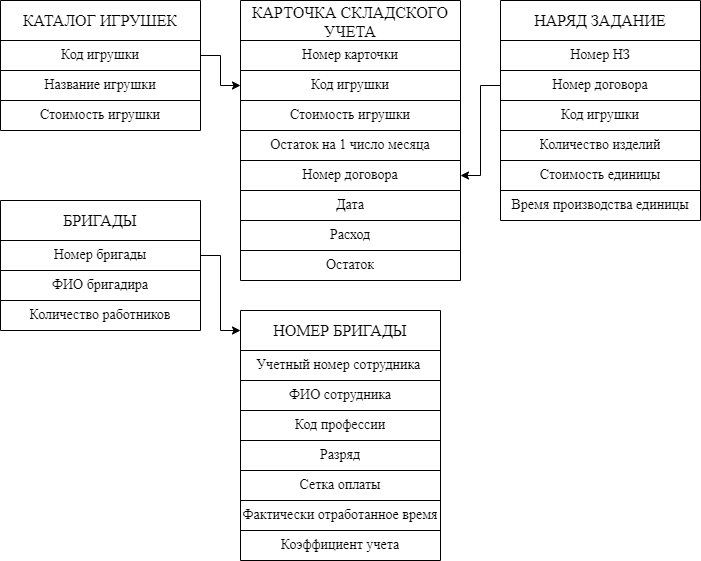 КАТАЛОГ ИГРУШЕК
Код игрушки
Название игрушки
Стоимость игрушки
КАРТОЧКА СКЛАДСКОГО
УЧЕТА
Номер карточки
Код игрушки
Стоимость игрушки
Остаток на 1 число месяца
Номер договора
Дата
Расход
Остаток
НАРЯД ЗАДАНИЕ
Номер НЗ
Номер договора
Код игрушки
Количество изделий
Стоимость единицы
Время производства единицы
БРИГАДЫ
Номер бригады
ФИО бригадира
Количество работников
НОМЕР БРИГАДЫ
Учетный номер сотрудника
ФИО сотрудника
Код профессии
Разряд
Сетка оплаты
Фактически отработанное время
Коэффициент учета